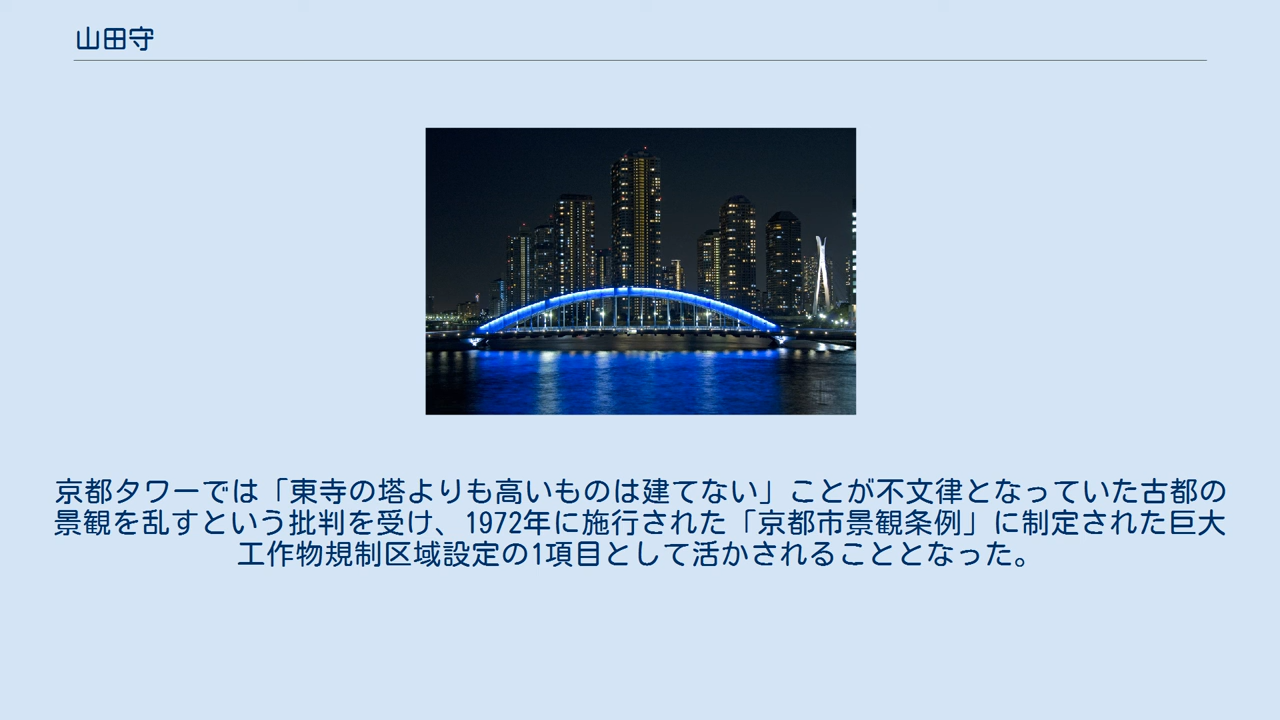 山田守
京都タワーでは「東寺の塔よりも高いものは建てない」ことが不文律となっていた古都の
景観を乱すという批判を受け、1972年に施行された「京都市景観条例」に制定された巨大
工作物規制区域設定の1項目として活かされることとなった。